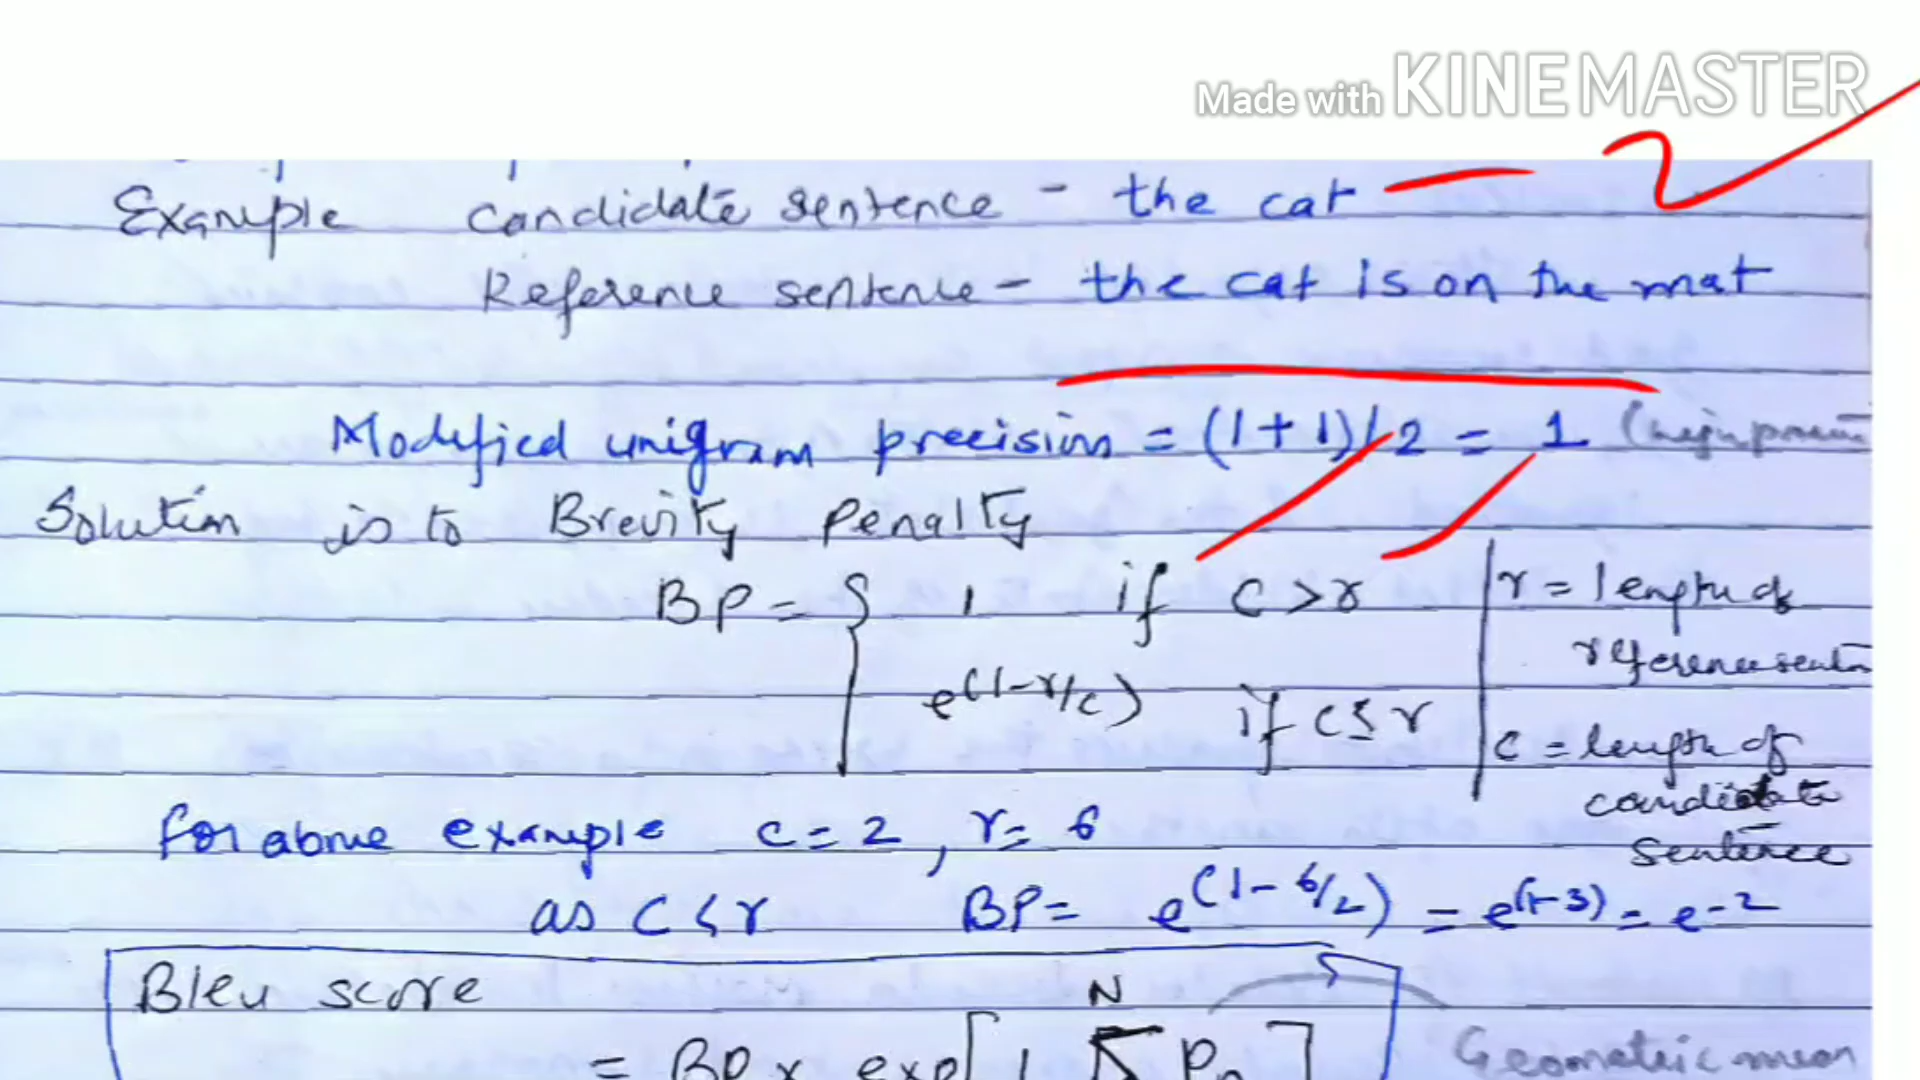 Made with KINEMASTER
Example candidate sentence - the cat
Reference sentence - the cat is on the mat
Modified unigram precision = (1+1)/2 = 1 (high
Solution is to Brevity Penalty
BP = { 1 if c > r
e(1-r/c) if c ≤ r
r = length of
reference
c = length of
candidate
sentence
for above example c = 2, r = 6
as c < r BP = e(1 - 6/2) = e(1-3) = e-2
Bleu score
N
= BP x exp[ 1 Σ Pn ]
Geometric mean